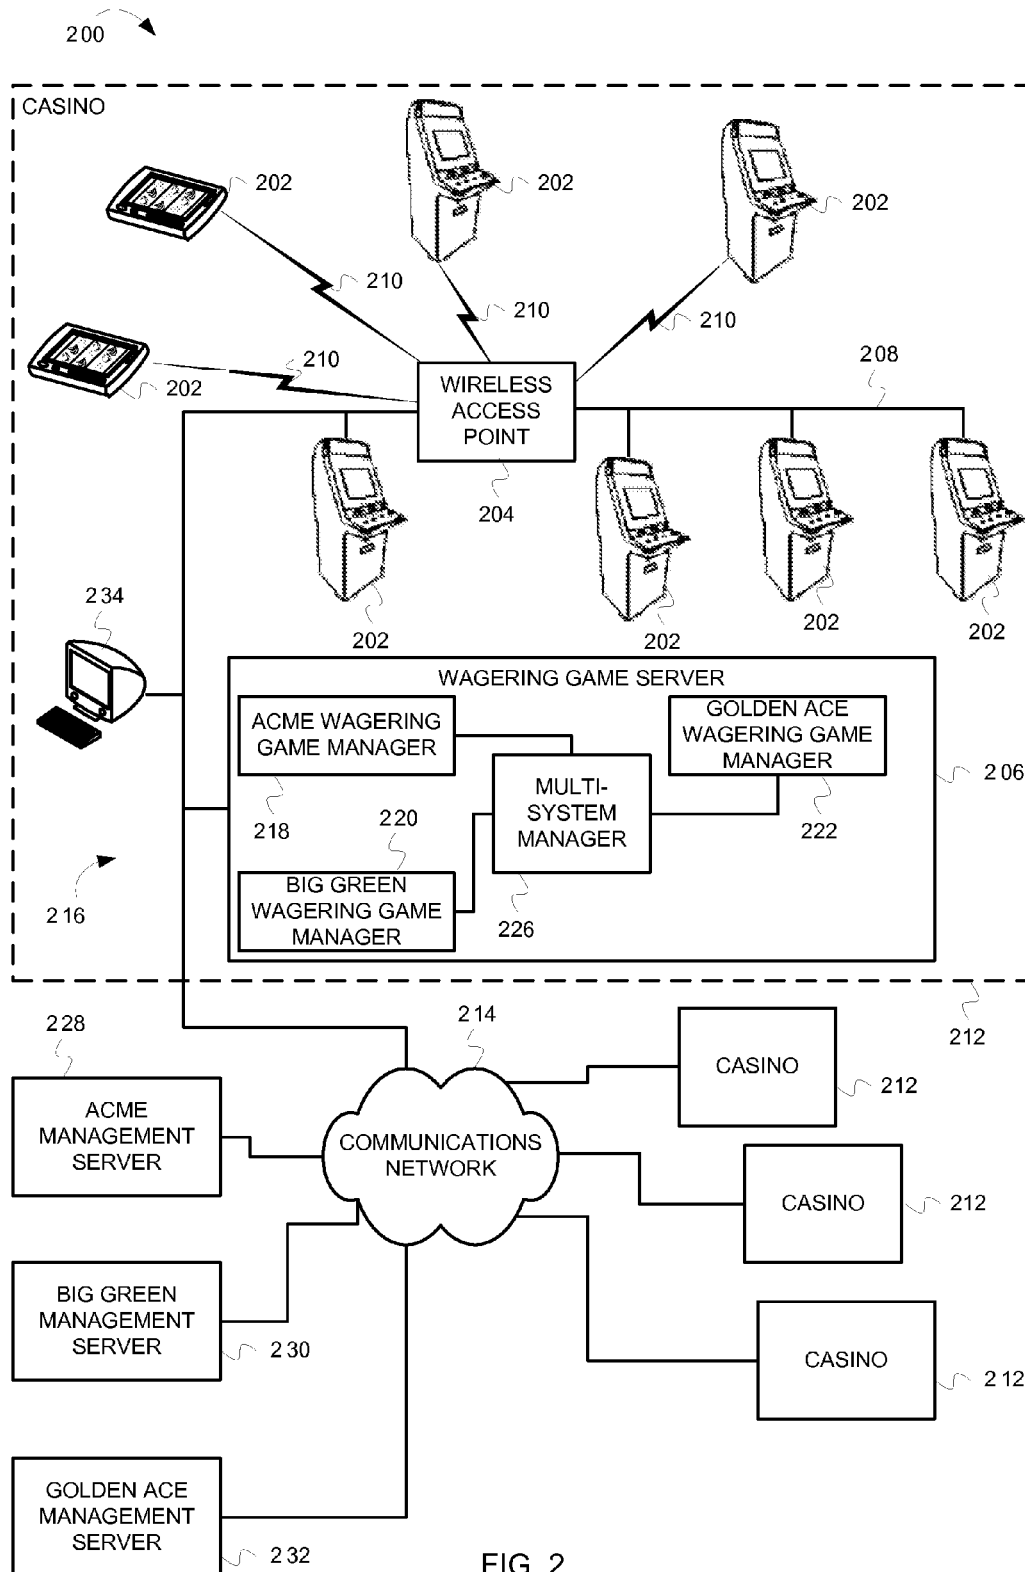 200
CASINO
202
202
202
210
210
210
210
202
208
WIRELESS
ACCESS
POINT
204
234
202
202
202
202
WAGERING GAME SERVER
ACME WAGERING
GAME MANAGER
218
GOLDEN ACE
WAGERING GAME
MANAGER
222
206
MULTI-
SYSTEM
MANAGER
226
220
BIG GREEN
WAGERING GAME
MANAGER
216
212
228
ACME
MANAGEMENT
SERVER
214
COMMUNICATIONS
NETWORK
CASINO
212
CASINO
212
BIG GREEN
MANAGEMENT
SERVER
230
CASINO
212
GOLDEN ACE
MANAGEMENT
SERVER
232
FIG. 2